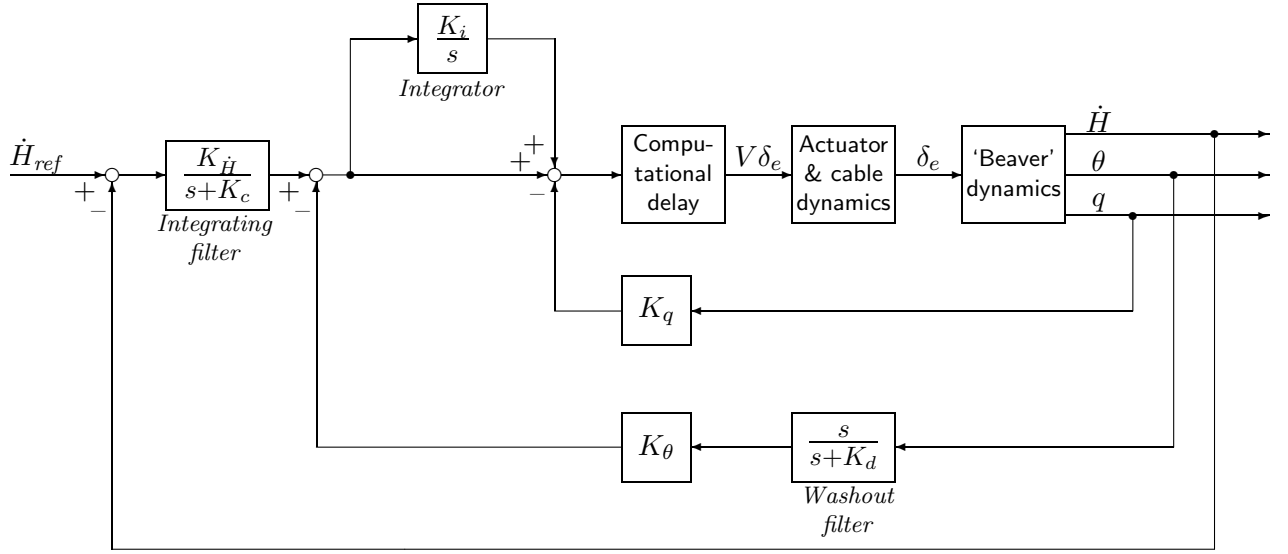 K_i
s
Integrator
Ḣ_ref
+
−
K_Ḣ
s+K_c
Integrating
filter
+
−
+
+
−
Compu-
tational
delay
Vδ_e
Actuator
& cable
dynamics
δ_e
'Beaver'
dynamics
Ḣ
θ
q
K_q
K_θ
s
s+K_d
Washout
filter